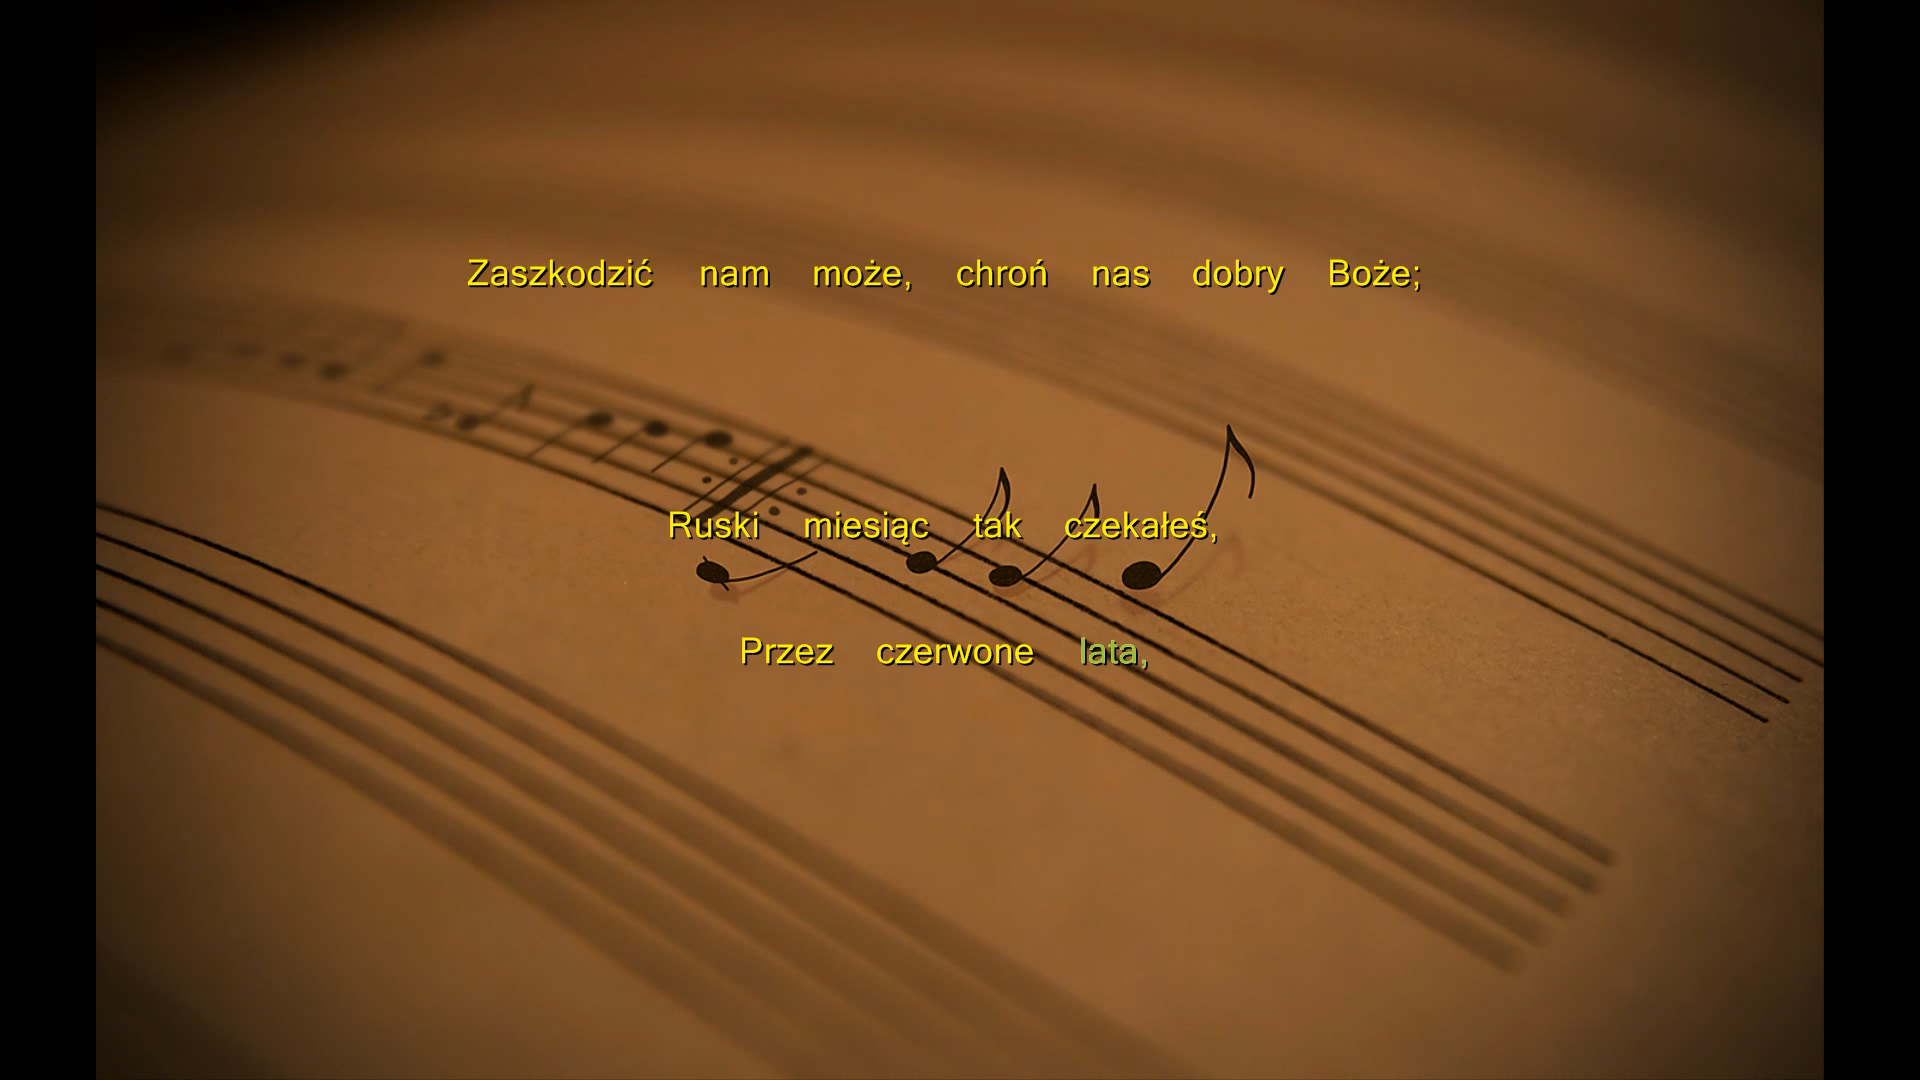 Zaszkodzić nam może, chroń nas dobry Boże;
Ruski miesiąc tak czekałeś,
Przez czerwone lata,